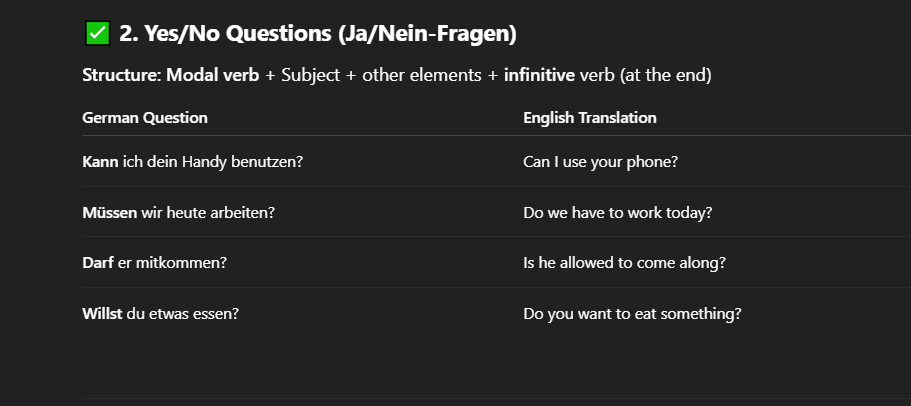 ✅ 2. Yes/No Questions (Ja/Nein-Fragen)
Structure: Modal verb + Subject + other elements + infinitive verb (at the end)
German Question English Translation
Kann ich dein Handy benutzen? Can I use your phone?
Müssen wir heute arbeiten? Do we have to work today?
Darf er mitkommen? Is he allowed to come along?
Willst du etwas essen? Do you want to eat something?